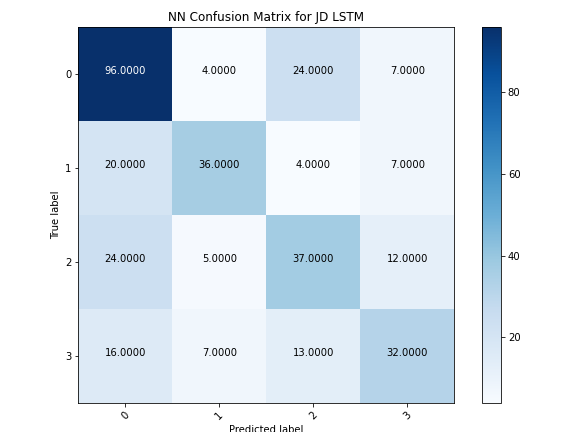 NN Confusion Matrix for JD LSTM
0 96.0000 4.0000 24.0000 7.0000
1 20.0000 36.0000 4.0000 7.0000
2 24.0000 5.0000 37.0000 12.0000
3 16.0000 7.0000 13.0000 32.0000
0 1 2 3
True label
Predicted label
80
60
40
20